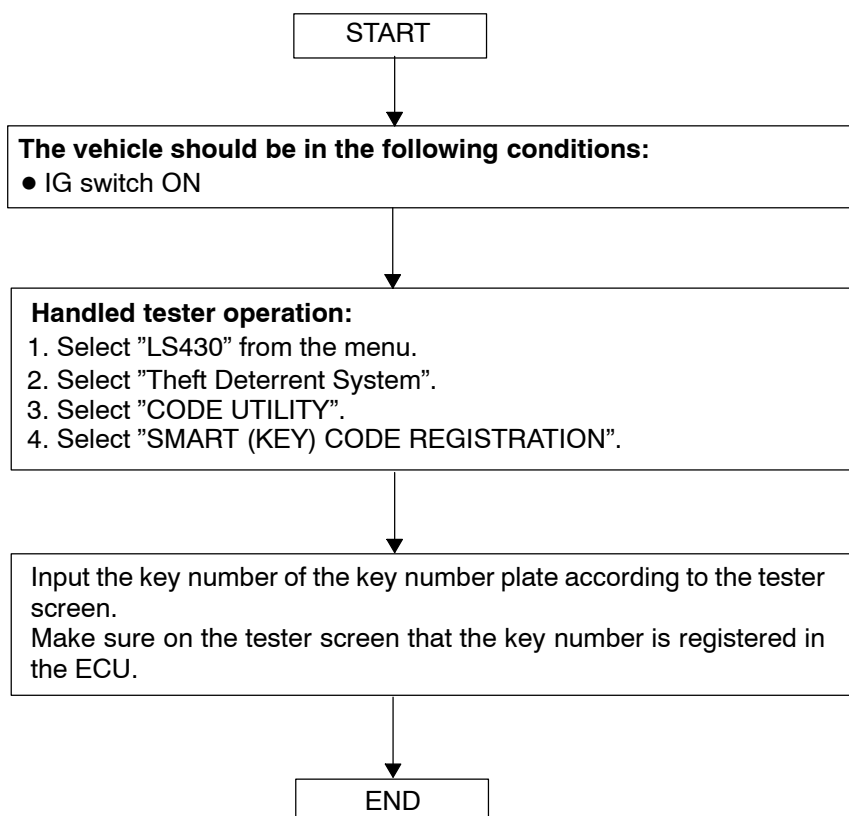 START
The vehicle should be in the following conditions:
● IG switch ON
Handled tester operation:
1. Select ”LS430” from the menu.
2. Select ”Theft Deterrent System”.
3. Select ”CODE UTILITY”.
4. Select ”SMART (KEY) CODE REGISTRATION”.
Input the key number of the key number plate according to the tester
screen.
Make sure on the tester screen that the key number is registered in
the ECU.
END